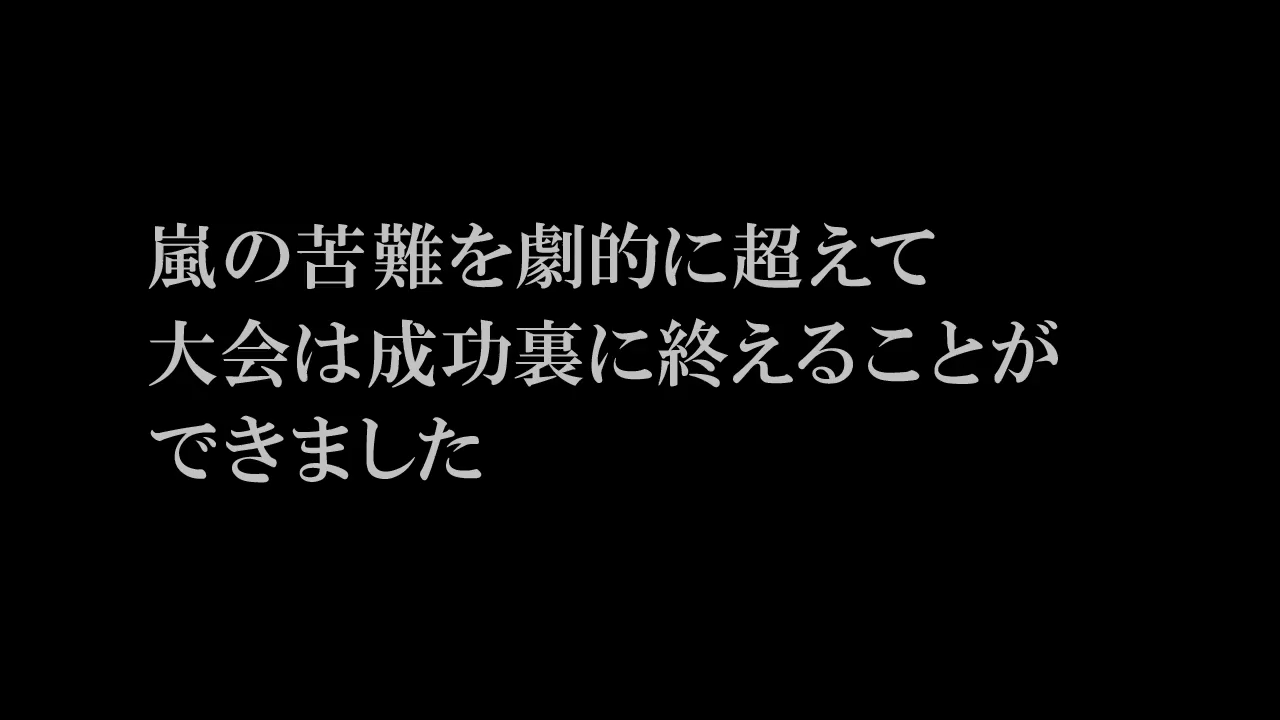 嵐の苦難を劇的に超えて
大会は成功裏に終えることが
できました